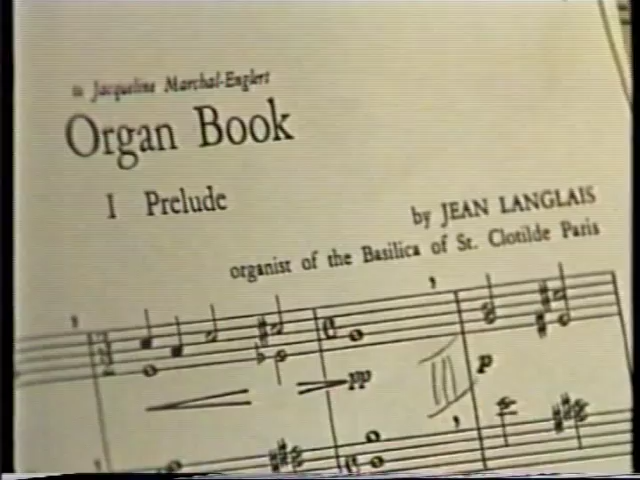 to Jacqueline Marchal-Englert
Organ Book
I Prelude
by JEAN LANGLAIS
organist of the Basilica of St. Clotilde Paris
pp
III
p